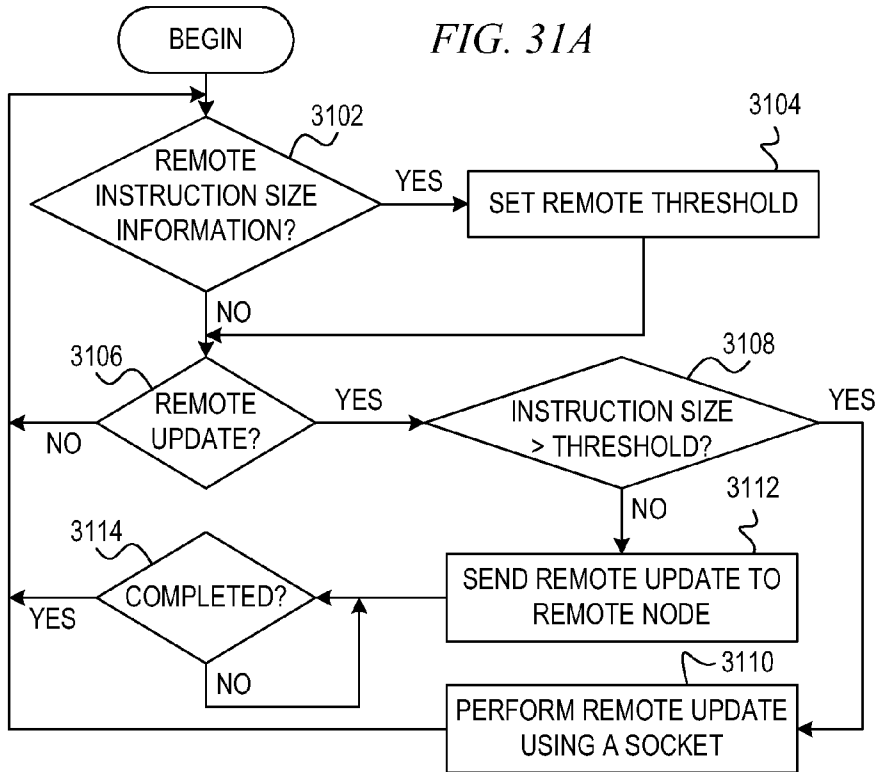 BEGIN
FIG. 31A
3102
REMOTE
INSTRUCTION SIZE
INFORMATION?
YES
3104
SET REMOTE THRESHOLD
NO
3106
REMOTE
UPDATE?
NO
YES
3108
INSTRUCTION SIZE
> THRESHOLD?
YES
NO
3112
SEND REMOTE UPDATE TO
REMOTE NODE
3114
COMPLETED?
YES
NO
3110
PERFORM REMOTE UPDATE
USING A SOCKET